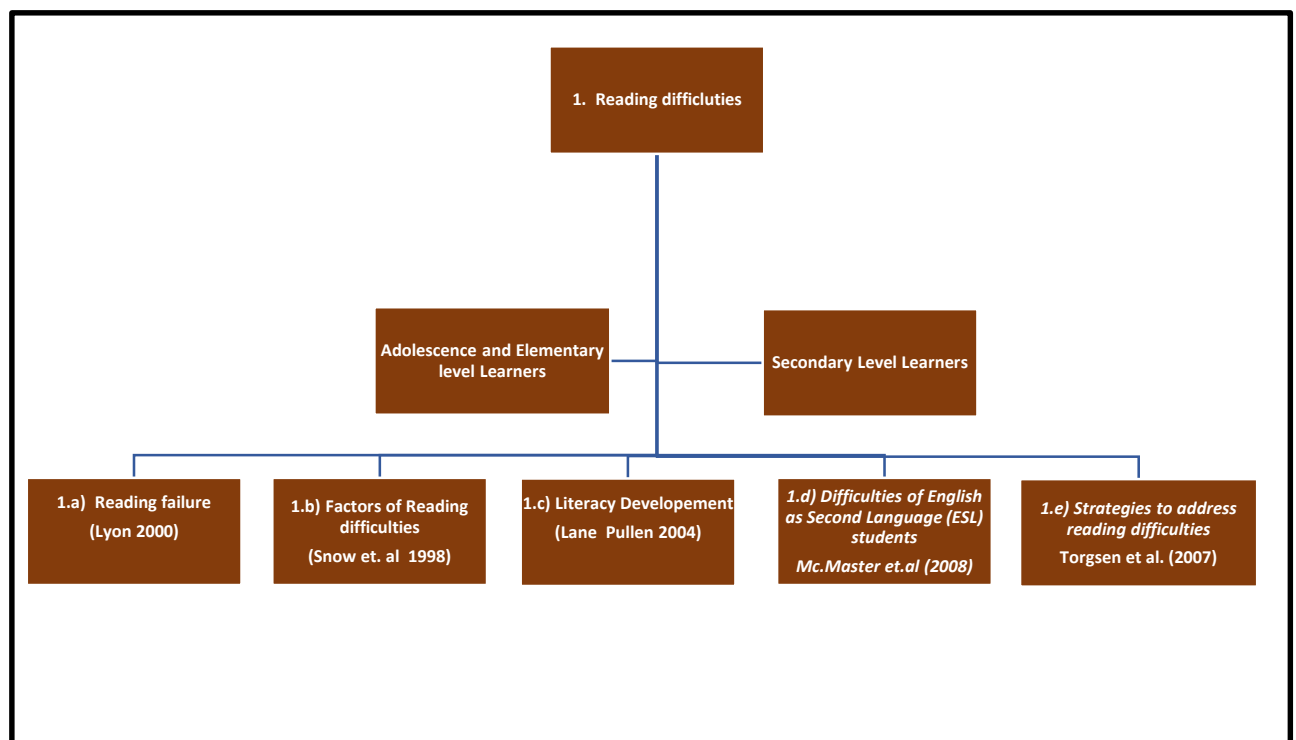 1. Reading difficluties
Adolescence and Elementary
level Learners
Secondary Level Learners
1.a) Reading failure
(Lyon 2000)
1.b) Factors of Reading
difficulties
(Snow et. al 1998)
1.c) Literacy Developement
(Lane Pullen 2004)
1.d) Difficulties of English
as Second Language (ESL)
students
Mc.Master et.al (2008)
1.e) Strategies to address
reading difficulties
Torgsen et al. (2007)